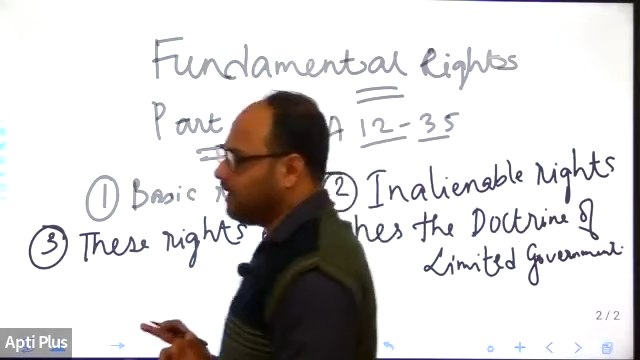 Fundamental Rights
Part A 12-35
① Basic ② Inalienable rights
③ These rights the Doctrine of
Limited Government.
2/2
Apti Plus